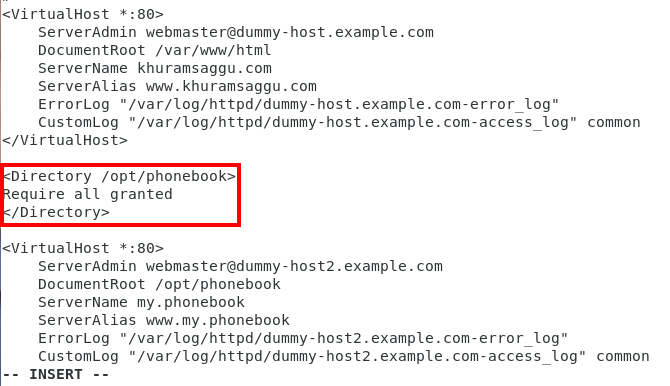 <VirtualHost *:80>
    ServerAdmin webmaster@dummy-host.example.com
    DocumentRoot /var/www/html
    ServerName khuramsaggu.com
    ServerAlias www.khuramsaggu.com
    ErrorLog "/var/log/httpd/dummy-host.example.com-error_log"
    CustomLog "/var/log/httpd/dummy-host.example.com-access_log" common
</VirtualHost>
<Directory /opt/phonebook>
Require all granted
</Directory>
<VirtualHost *:80>
    ServerAdmin webmaster@dummy-host2.example.com
    DocumentRoot /opt/phonebook
    ServerName my.phonebook
    ServerAlias www.my.phonebook
    ErrorLog "/var/log/httpd/dummy-host2.example.com-error_log"
    CustomLog "/var/log/httpd/dummy-host2.example.com-access_log" common
-- INSERT --